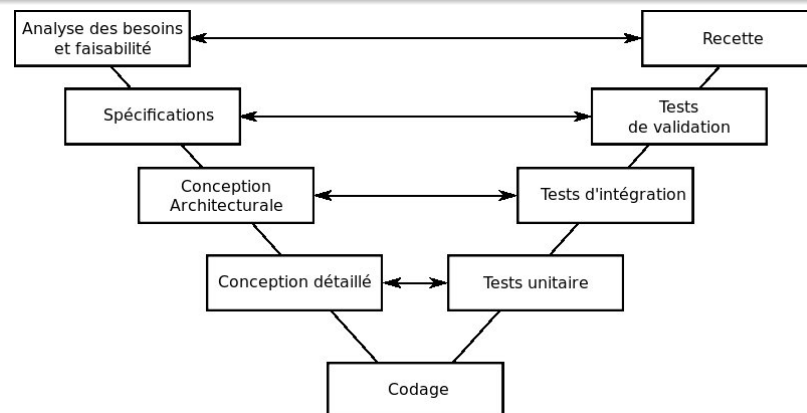 Analyse des besoins
et faisabilité
Recette
Spécifications
Tests
de validation
Conception
Architecturale
Tests d'intégration
Conception détaillé
Tests unitaire
Codage